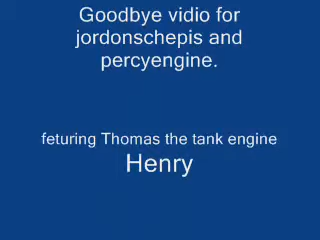 Goodbye vidio for
jordonschepis and
percyengine.
feturing Thomas the tank engine
Henry